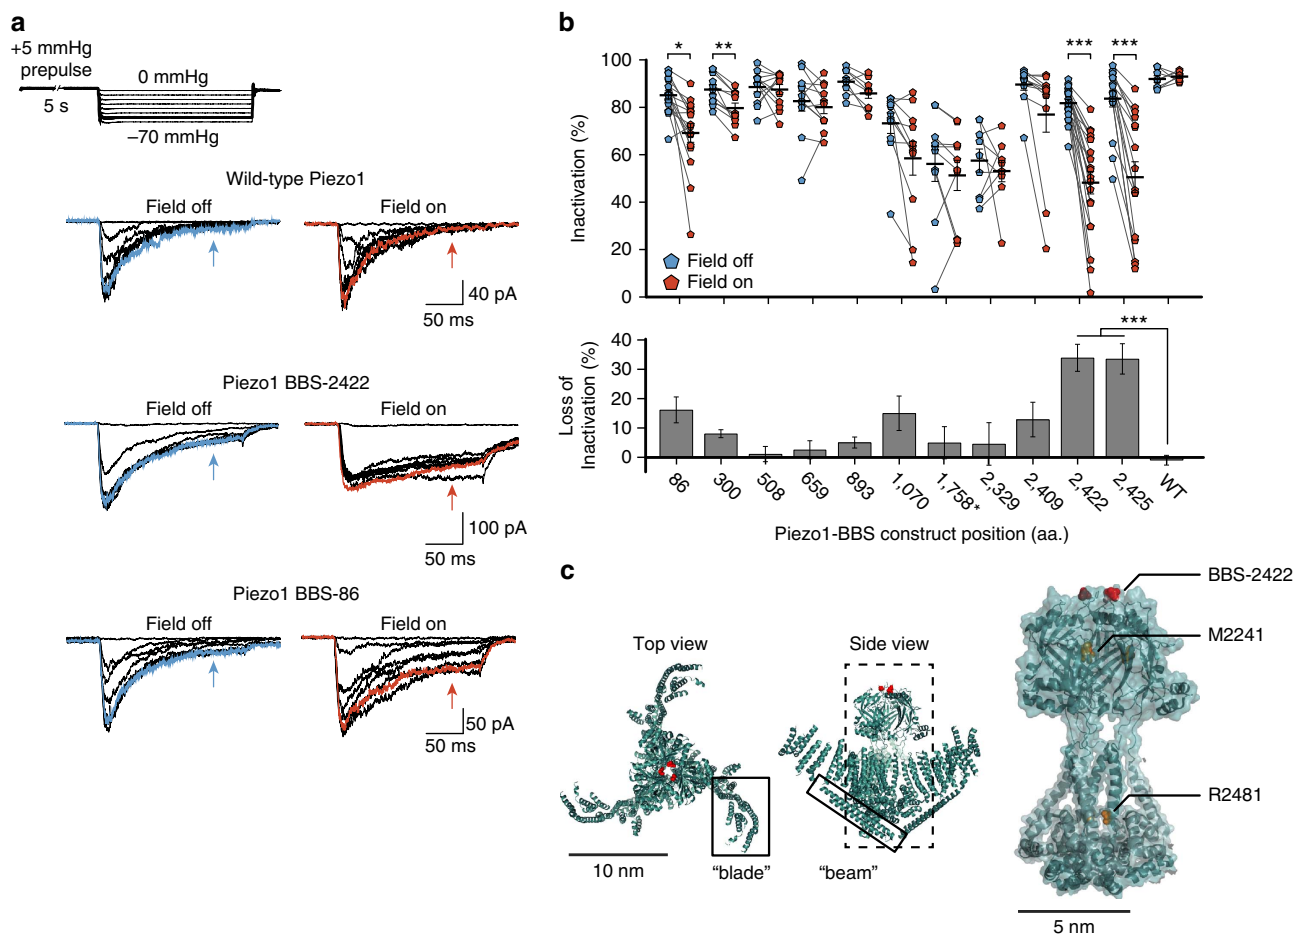 a
+5 mmHg
prepulse
5 s
0 mmHg
–70 mmHg
Wild-type Piezo1
Field off
Field on
40 pA
50 ms
Piezo1 BBS-2422
Field off
Field on
100 pA
50 ms
Piezo1 BBS-86
Field off
Field on
50 pA
50 ms
b
Inactivation (%)
100
80
60
40
20
0
* ** *** ***
Field off
Field on
Loss of
Inactivation (%)
40
30
20
10
0
***
86 300 508 659 893 1,070 1,758* 2,329 2,409 2,422 2,425 WT
Piezo1-BBS construct position (aa.)
c
Top view
Side view
10 nm
“blade”
“beam”
BBS-2422
M2241
R2481
5 nm